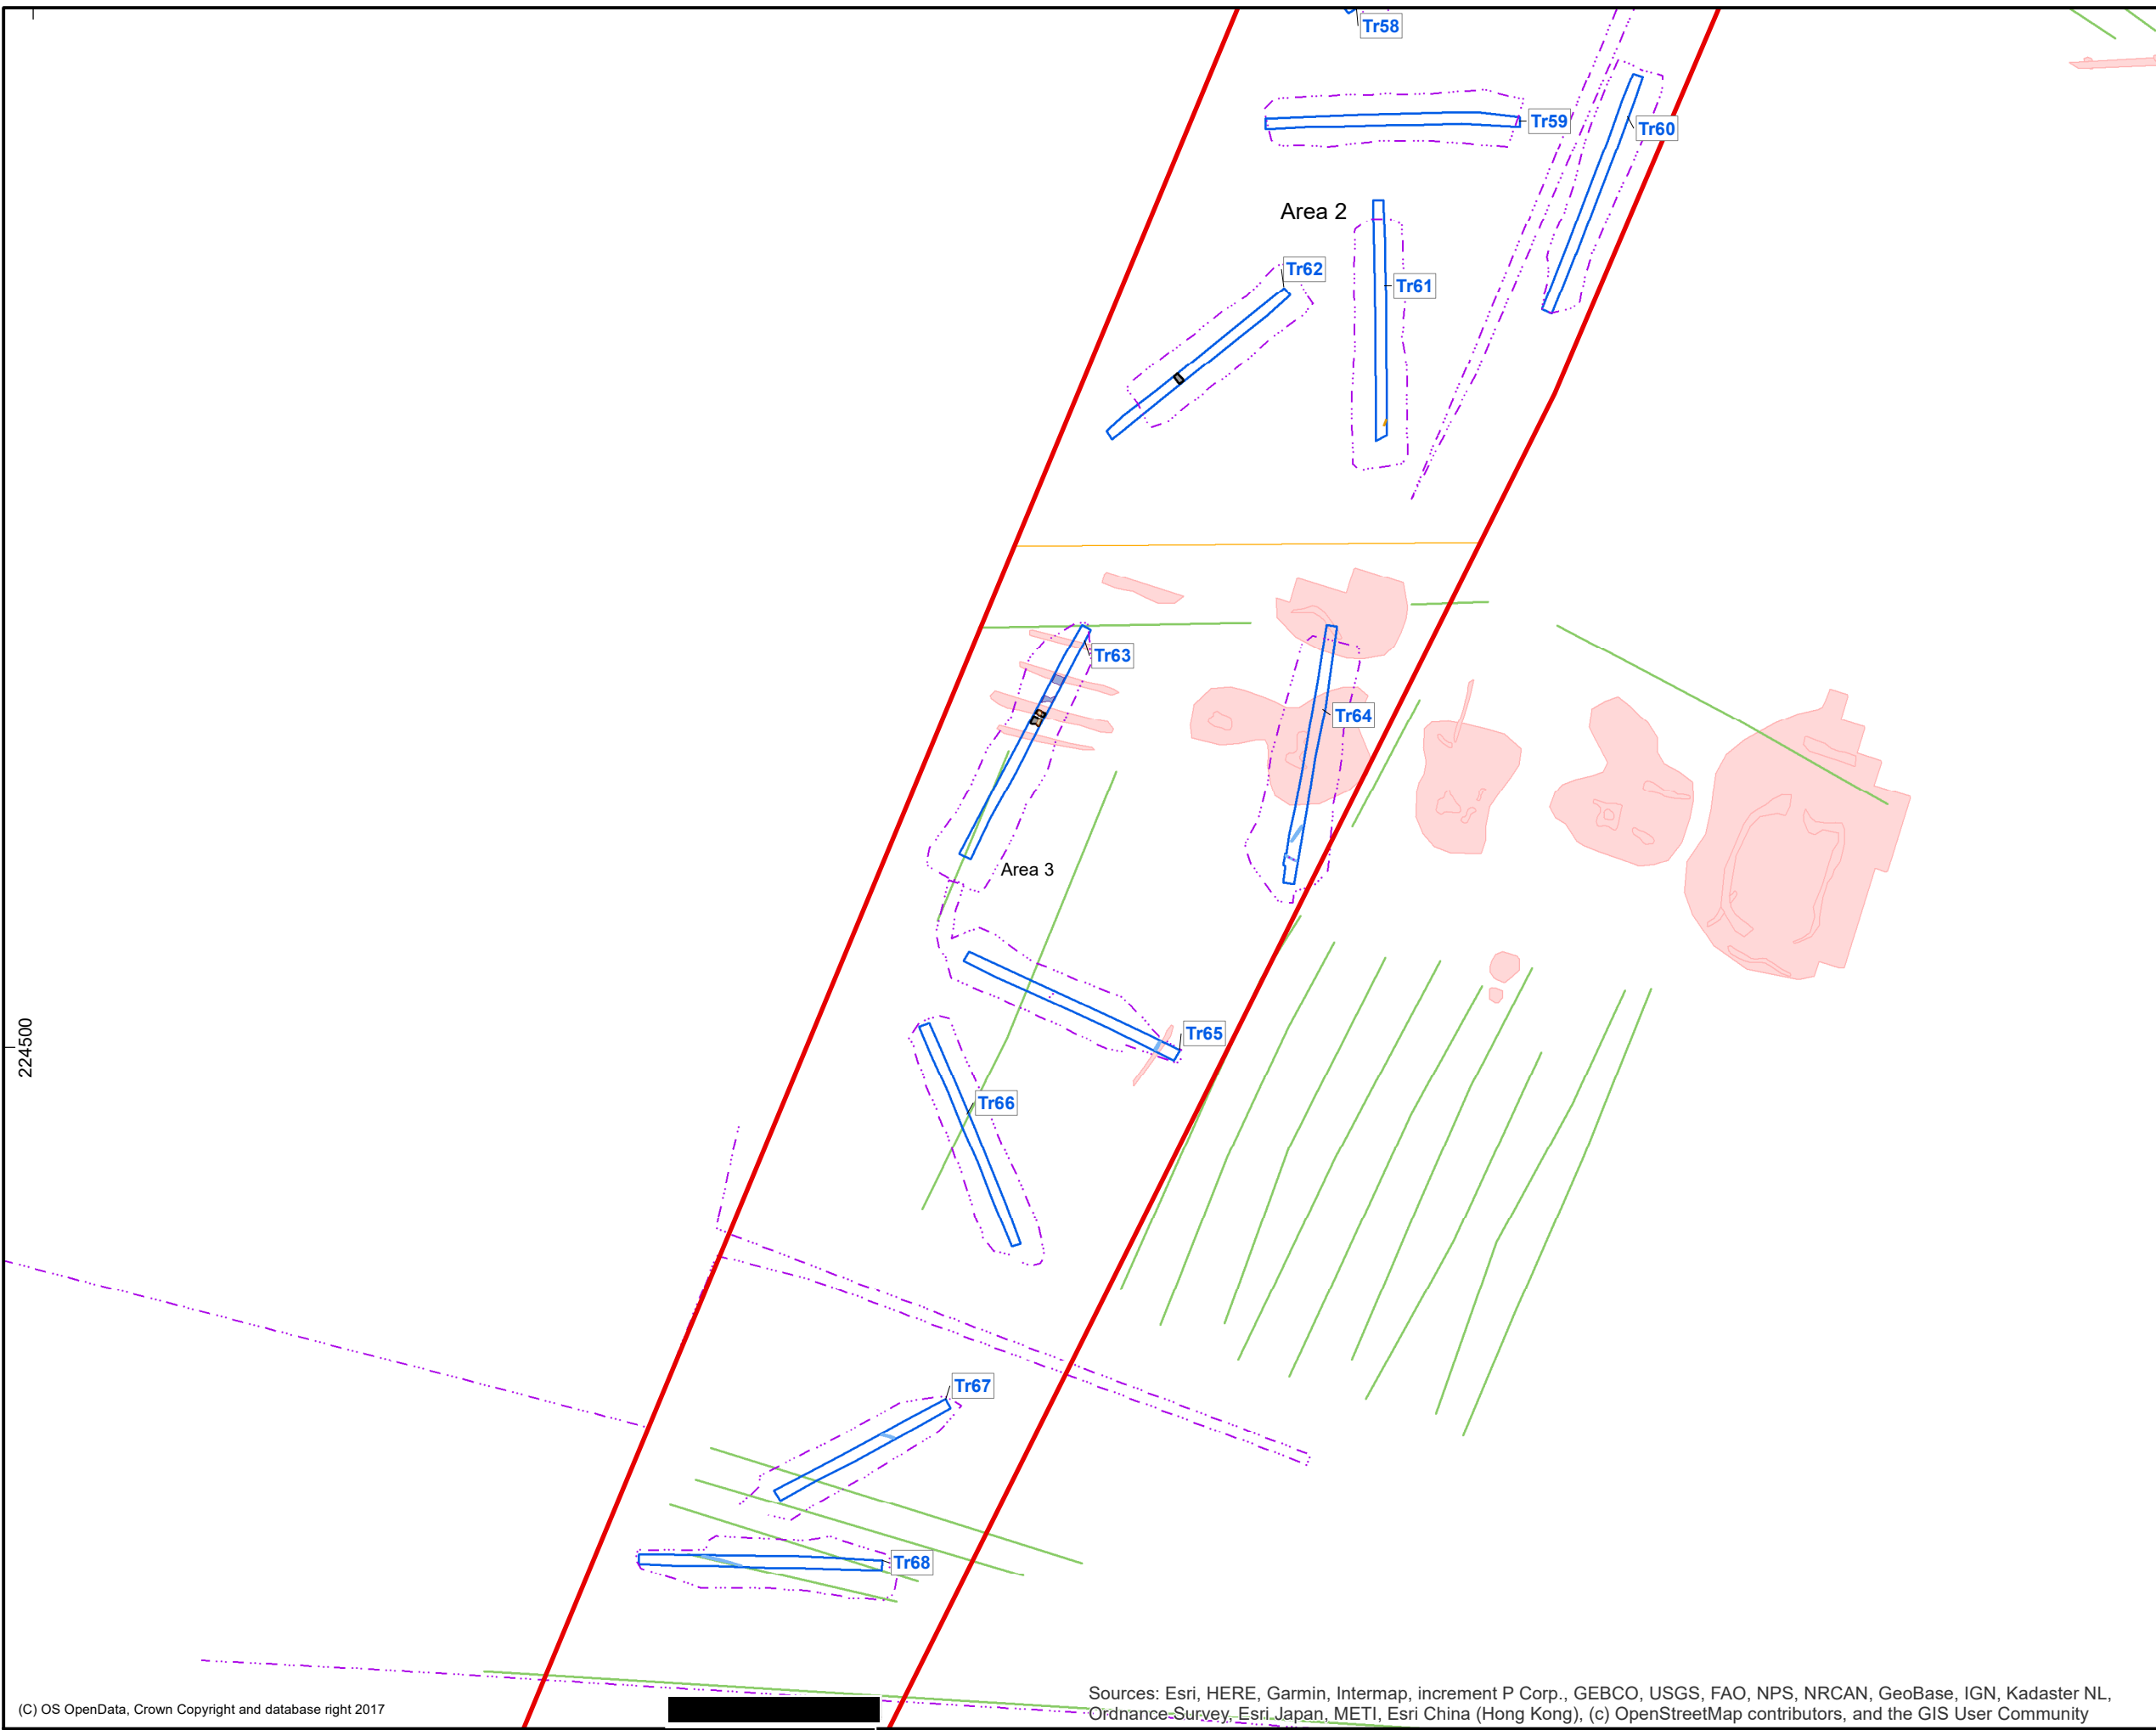 Tr58
Tr59
Tr60
Area 2
Tr62
Tr61
Tr63
Tr64
Area 3
224500
Tr65
Tr66
Tr67
Tr68
(C) OS OpenData, Crown Copyright and database right 2017
Sources: Esri, HERE, Garmin, Intermap, increment P Corp., GEBCO, USGS, FAO, NPS, NRCAN, GeoBase, IGN, Kadaster NL,
Ordnance Survey, Esri Japan, METI, Esri China (Hong Kong), (c) OpenStreetMap contributors, and the GIS User Community